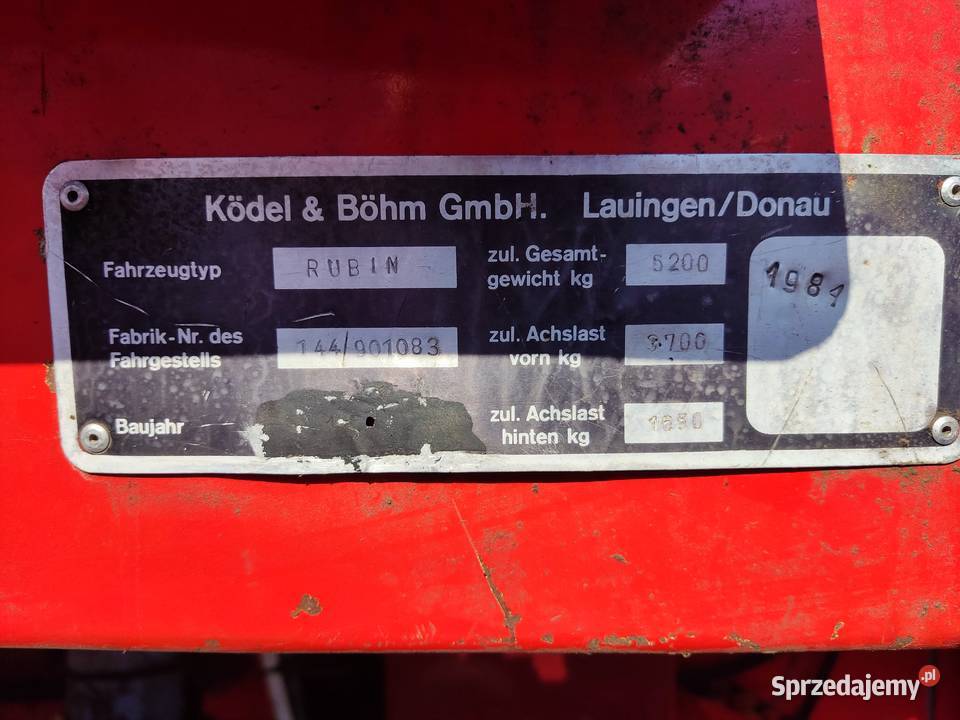 Ködel & Böhm GmbH. Lauingen/Donau
Fahrzeugtyp RUBIN
zul. Gesamt-
gewicht kg 5200
1981
Fabrik-Nr. des
Fahrgestells 144/901083
zul. Achslast
vorn kg 3700
Baujahr
zul. Achslast
hinten kg 1650
Sprzedajemy.pl